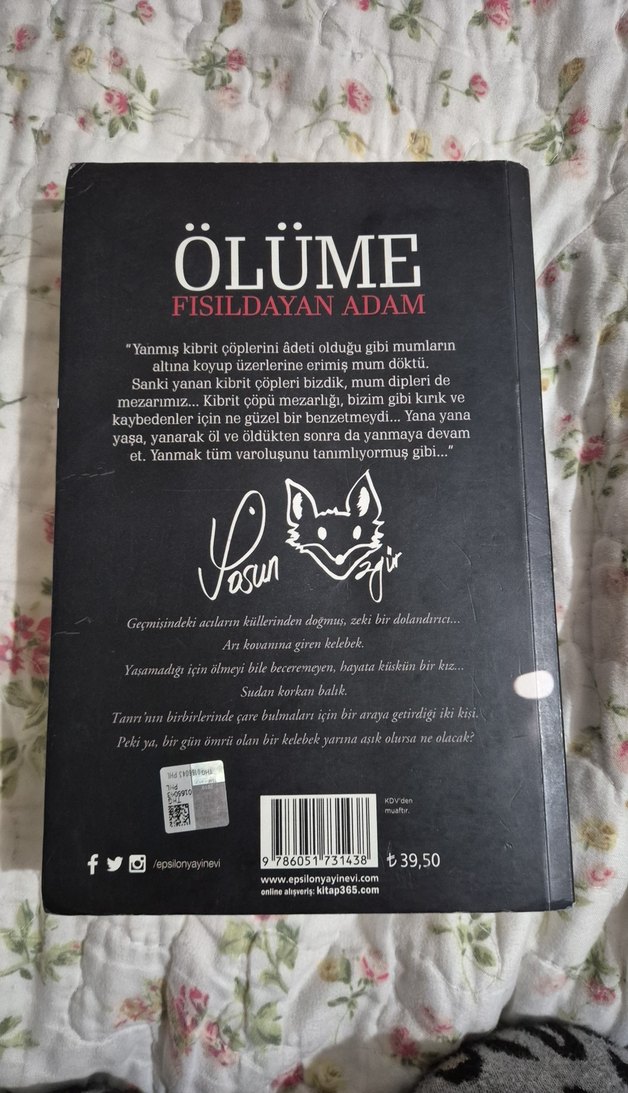 ÖLÜME
FISILDAYAN ADAM
"Yanmış kibrit çöplerini âdeti olduğu gibi mumların
altına koyup üzerlerine erimiş mum döktü.
Sanki yanan kibrit çöpleri bizdik, mum dipleri de
mezarımız... Kibrit çöpü mezarlığı, bizim gibi kırık ve
kaybedenler için ne güzel bir benzetmeydi... Yana yana
yaşa, yanarak öl ve öldükten sonra da yanmaya devam
et. Yanmak tüm varoluşunu tanımlıyormuş gibi..."
Yosun Özgür
Geçmişindeki acıların küllerinden doğmuş, zeki bir dolandırıcı...
Arı kovanına giren kelebek.
Yaşamadığı için ölmeyi bile beceremeyen, hayata küskün bir kız...
Sudan korkan balık.
Tanrı'nın birbirlerinde çare bulmaları için bir araya getirdiği iki kişi.
Peki ya, bir gün ömrü olan bir kelebek yarına aşık olursa ne olacak?
KDV'den
muaftır.
9 786051 731438
₺ 39,50
/epsilonyayinevi
www.epsilonyayinevi.com
online alışveriş: kitap365.com